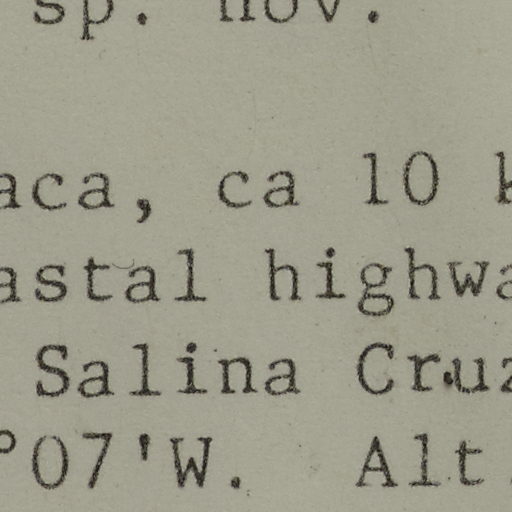 sp. nov.
aca, ca 10 k
astal highwa
Salina Cruz
°07'W. Alt.